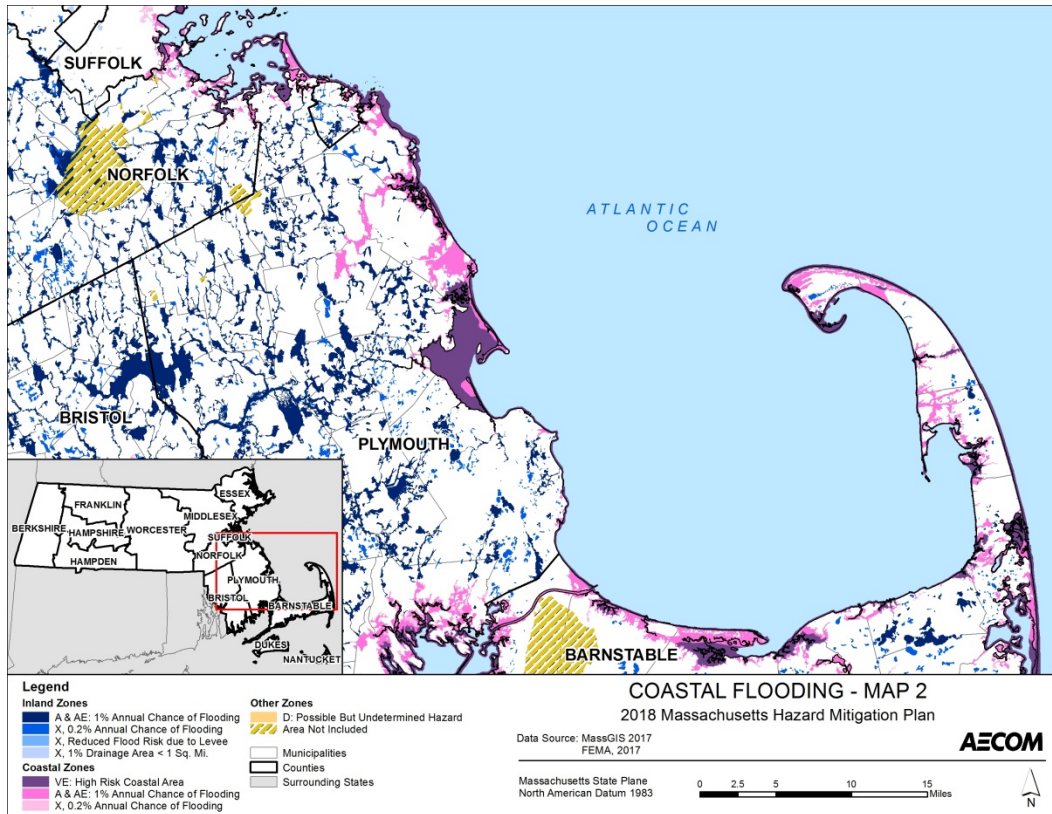 SUFFOLK
NORFOLK
ATLANTIC
OCEAN
BRISTOL
PLYMOUTH
BARNSTABLE
ESSEX
FRANKLIN
MIDDLESEX
BERKSHIRE
HAMPSHIRE
WORCESTER
SUFFOLK
NORFOLK
HAMPDEN
PLYMOUTH
BRISTOL
BARNSTABLE
DUKES
NANTUCKET
Legend
Inland Zones
A & AE: 1% Annual Chance of Flooding
X, 0.2% Annual Chance of Flooding
X, Reduced Flood Risk due to Levee
X, 1% Drainage Area < 1 Sq. Mi.
Coastal Zones
VE: High Risk Coastal Area
A & AE: 1% Annual Chance of Flooding
X, 0.2% Annual Chance of Flooding
Other Zones
D: Possible But Undetermined Hazard
Area Not Included
Municipalities
Counties
Surrounding States
COASTAL FLOODING - MAP 2
2018 Massachusetts Hazard Mitigation Plan
Data Source: MassGIS 2017
FEMA, 2017
AECOM
Massachusetts State Plane
North American Datum 1983
0 2.5 5 10 15
Miles
N